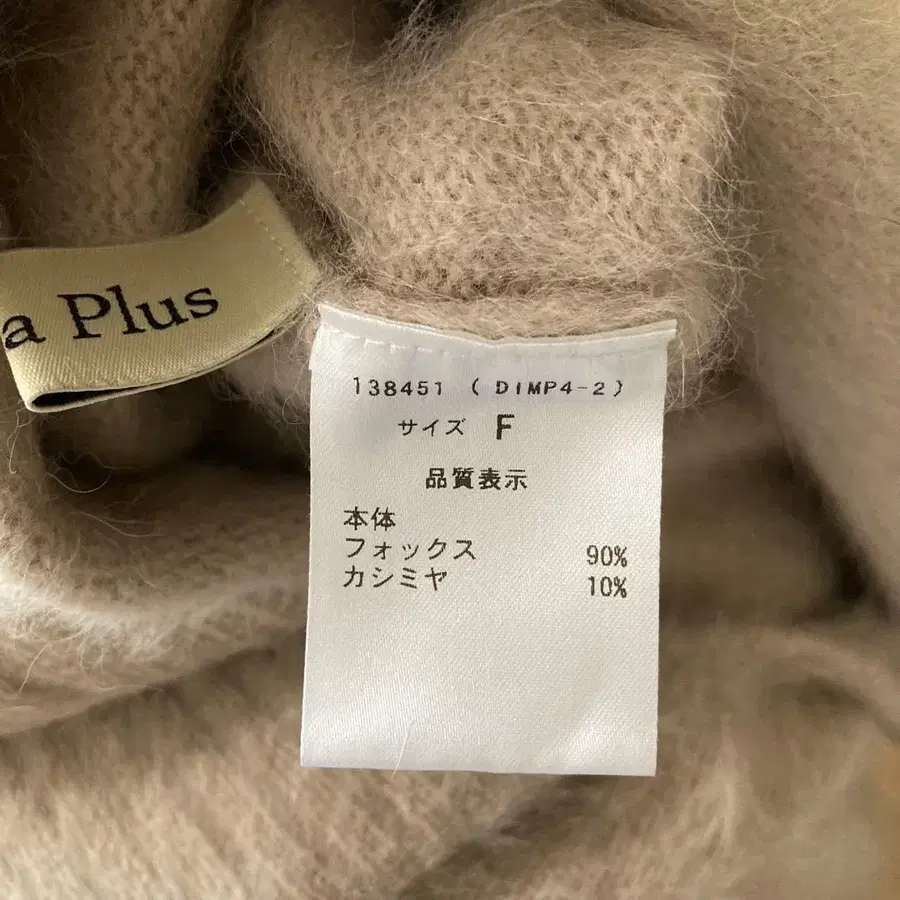 a Plus
138451 ( DIMP4-2 )
サイズ F
品質表示
本体
フォックス 90%
カシミヤ 10%